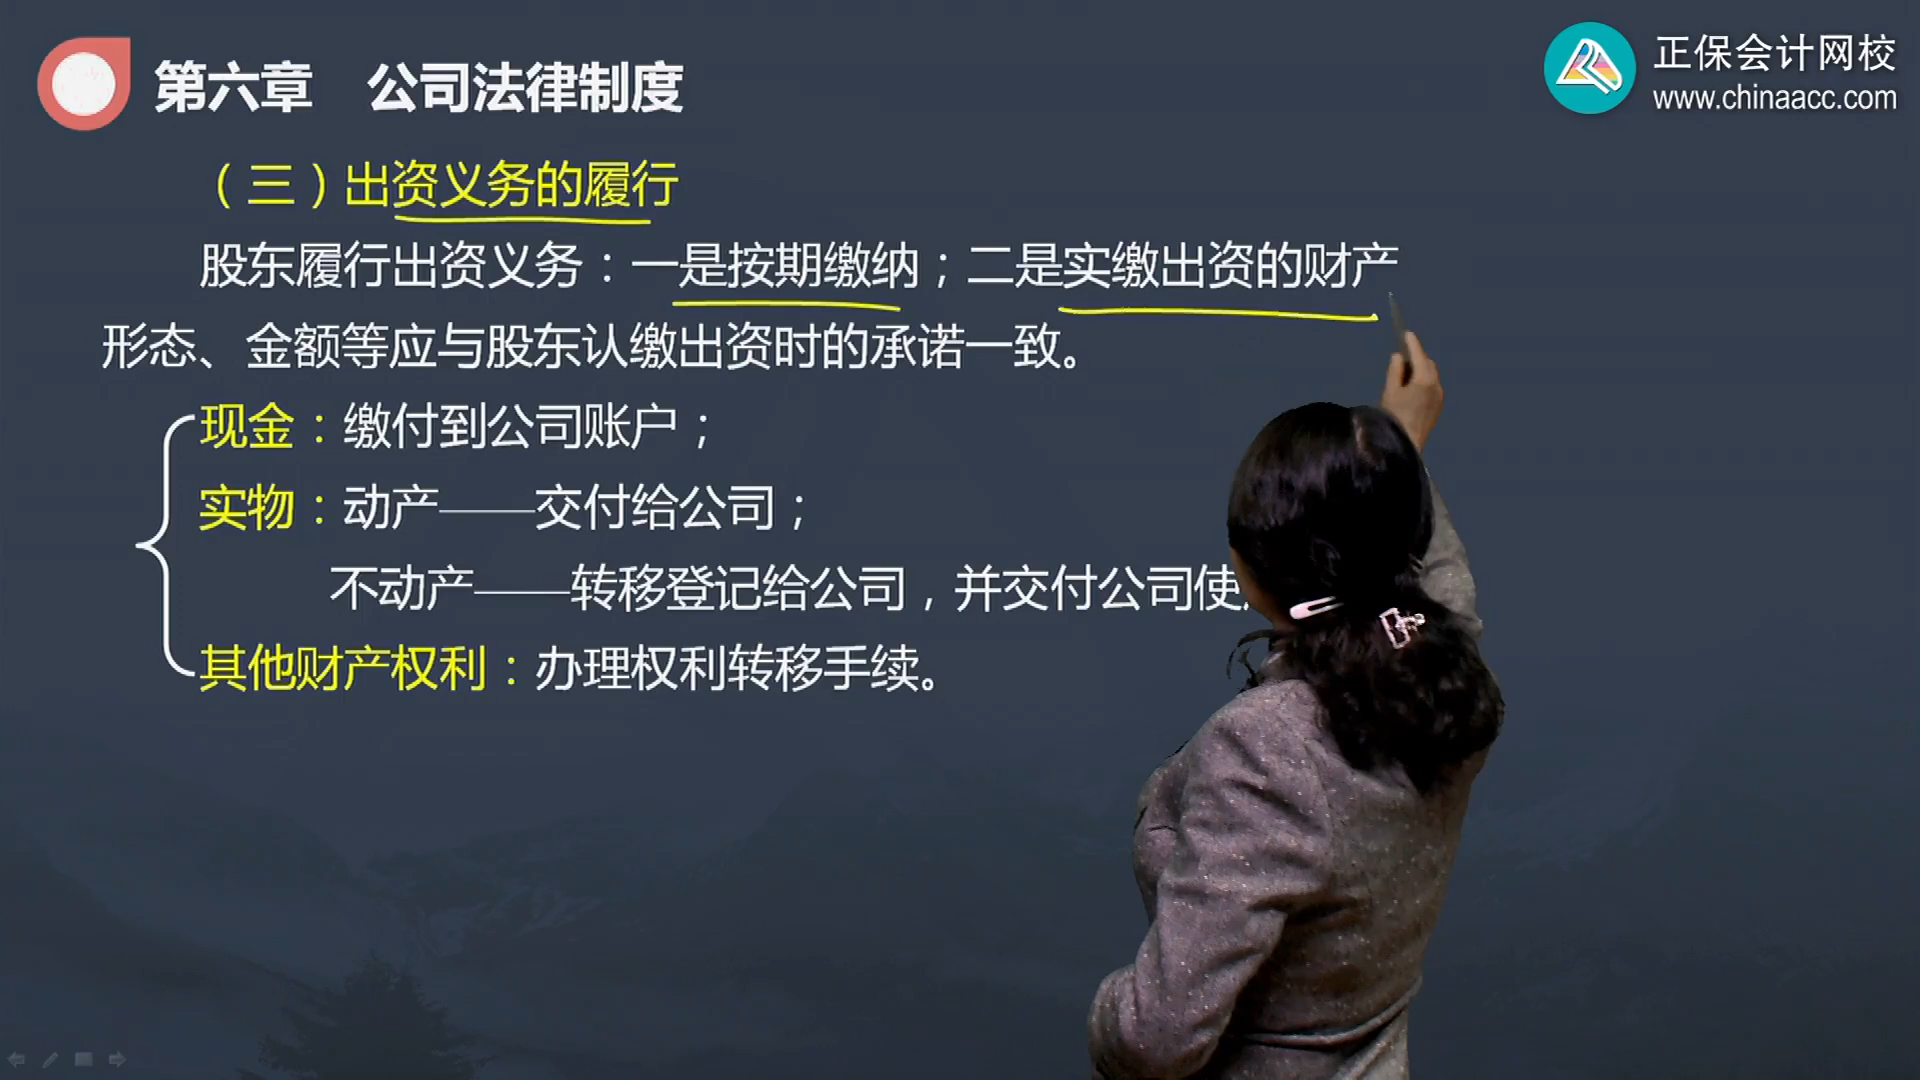 第六章 公司法律制度
正保会计网校
www.chinaacc.com
（三）出资义务的履行
股东履行出资义务：一是按期缴纳；二是实缴出资的财产
形态、金额等应与股东认缴出资时的承诺一致。
现金：缴付到公司账户；
实物：动产——交付给公司；
不动产——转移登记给公司，并交付公司使
其他财产权利：办理权利转移手续。